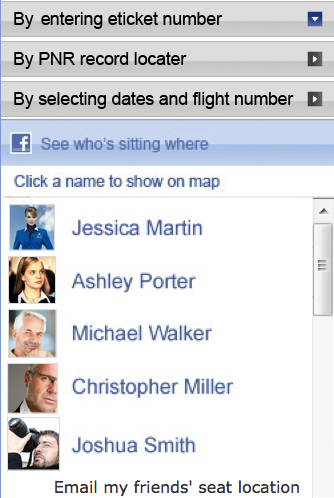 By entering eticket number
By PNR record locater
By selecting dates and flight number
See who's sitting where
Click a name to show on map
Jessica Martin
Ashley Porter
Michael Walker
Christopher Miller
Joshua Smith
Email my friends' seat location